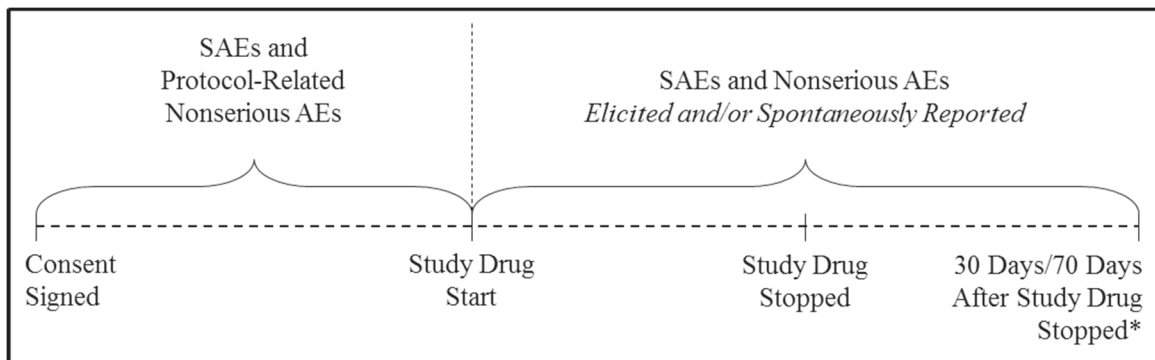 SAEs and
Protocol-Related
Nonserious AEs
SAEs and Nonserious AEs
Elicited and/or Spontaneously Reported
Consent
Signed
Study Drug
Start
Study Drug
Stopped
30 Days/70 Days
After Study Drug
Stopped*